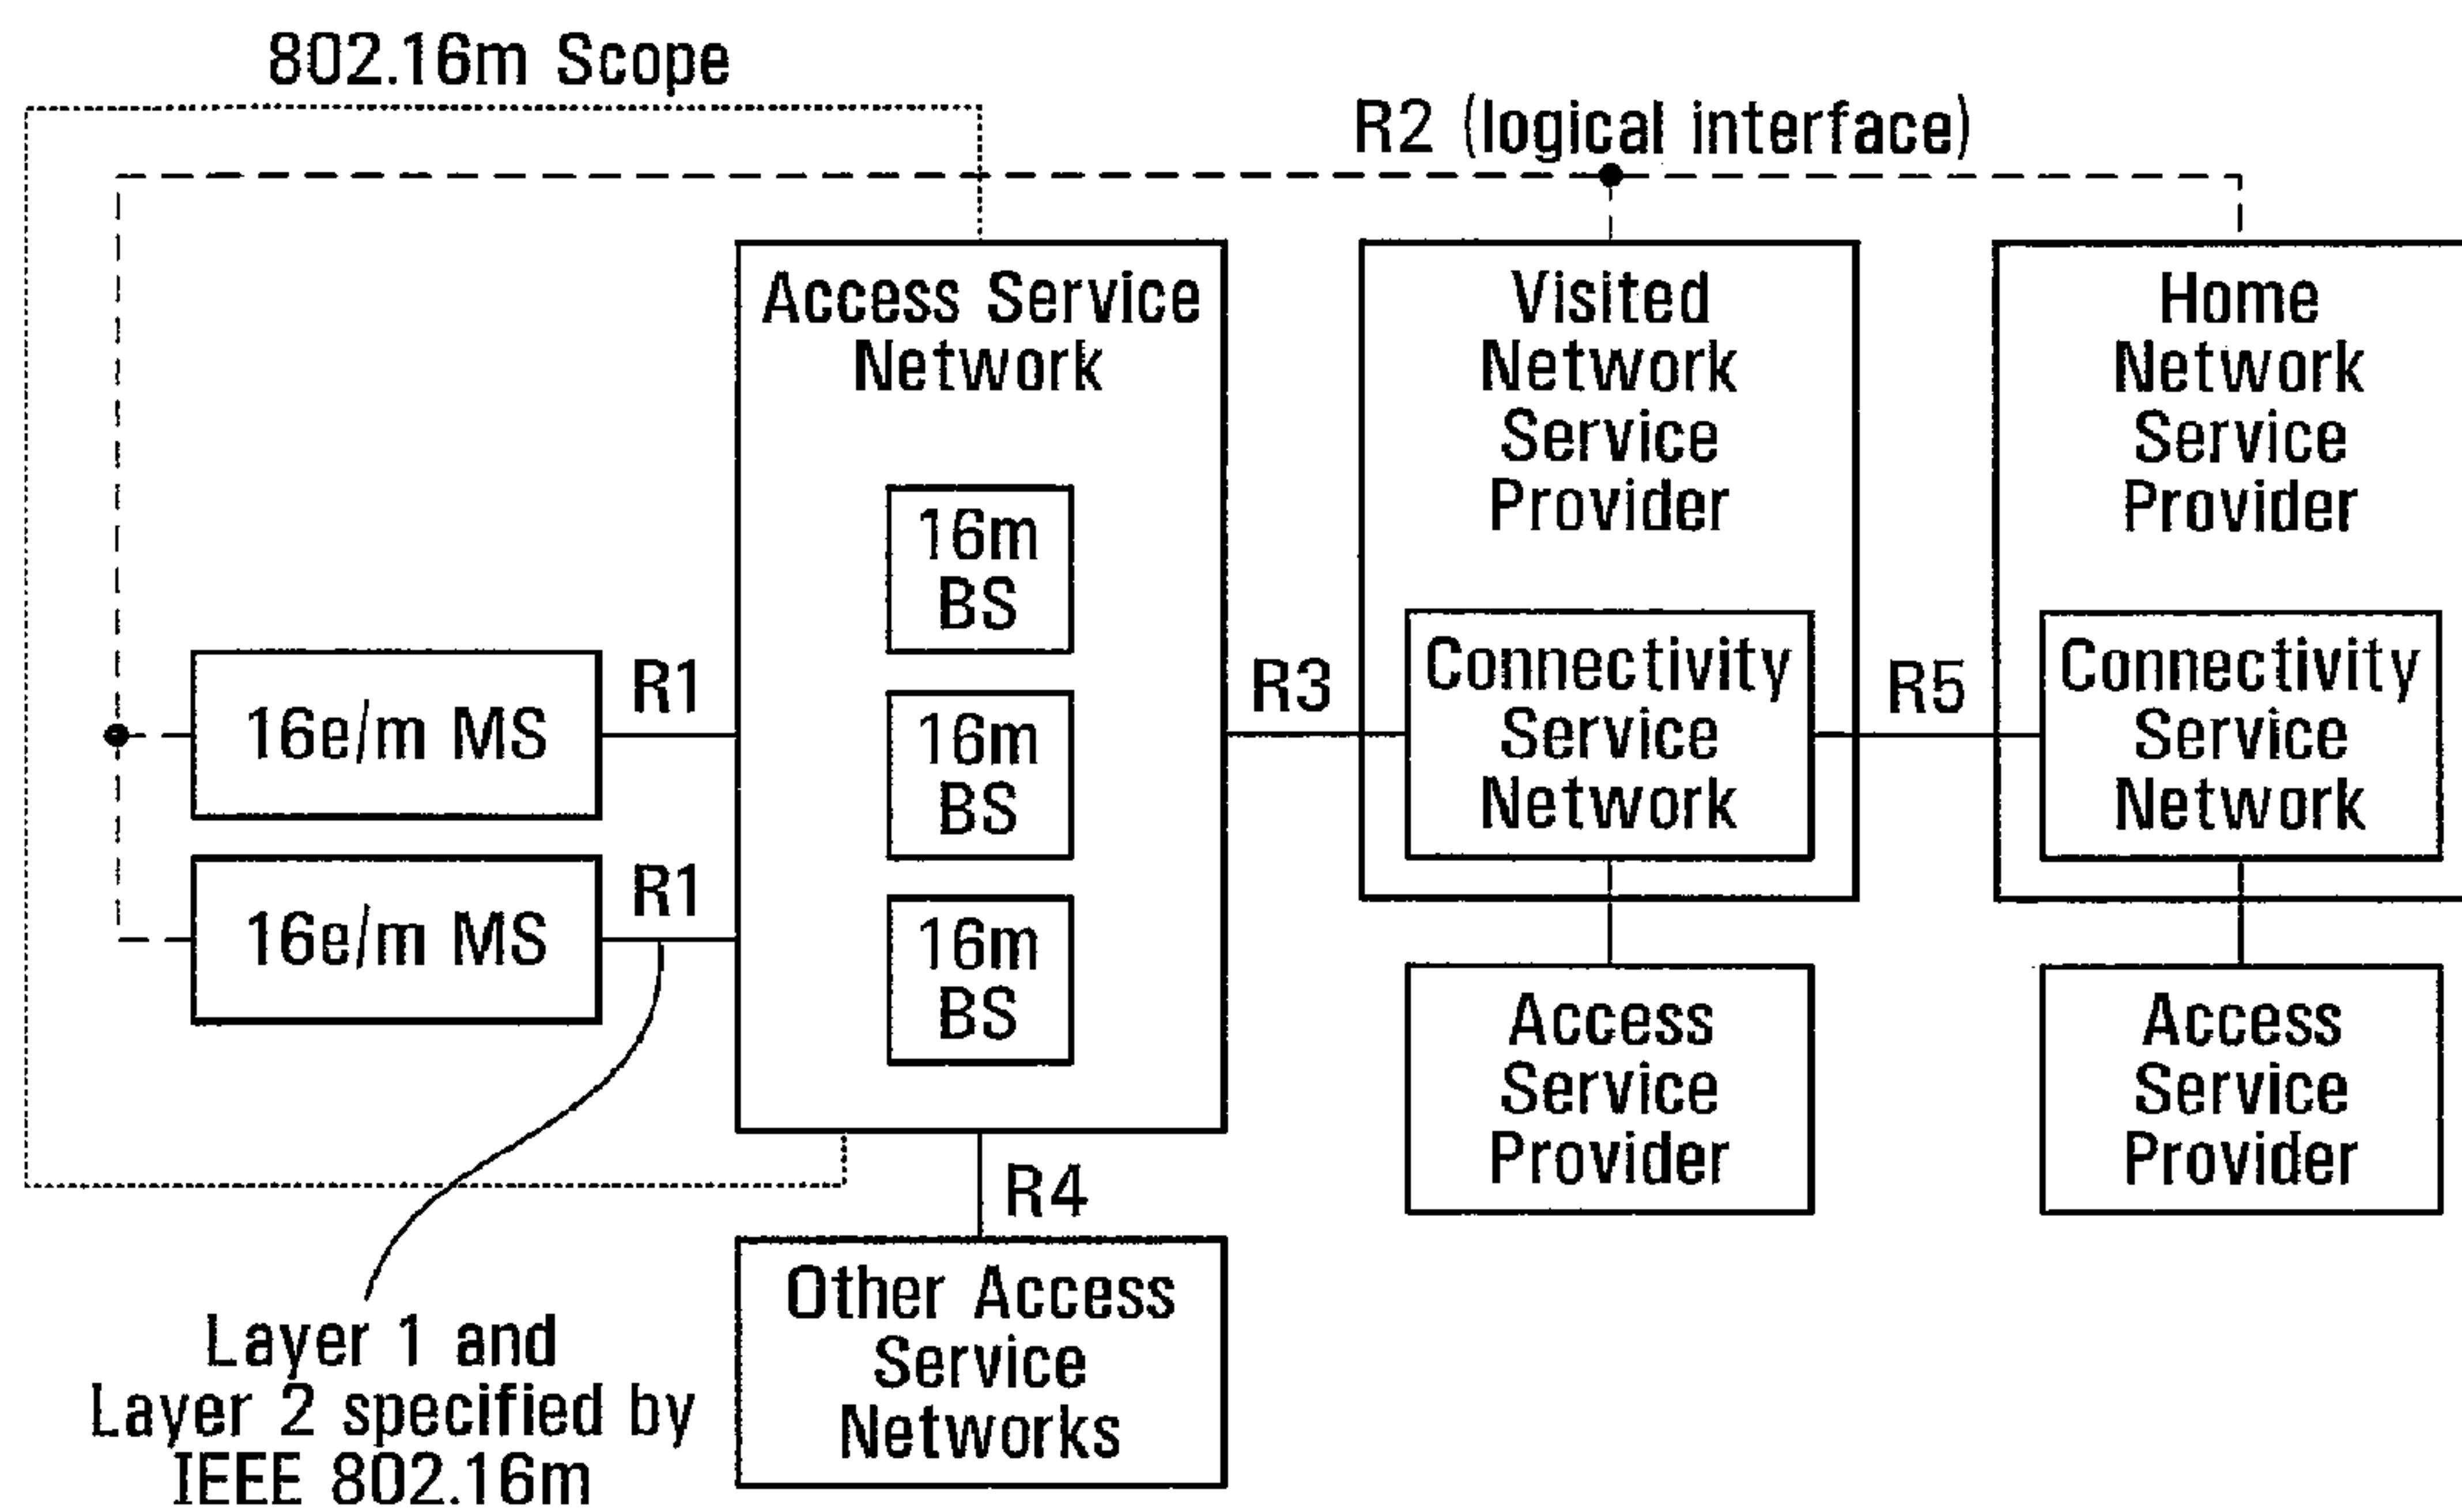 802.16m Scope
R2 (logical interface)
Access Service
Network
16m
BS
16m
BS
16m
BS
Visited
Network
Service
Provider
Connectivity
Service
Network
Home
Network
Service
Provider
Connectivity
Service
Network
16e/m MS
R1
16e/m MS
R1
R3
R5
R4
Access
Service
Provider
Access
Service
Provider
Other Access
Service
Networks
Layer 1 and
Layer 2 specified by
IEEE 802.16m